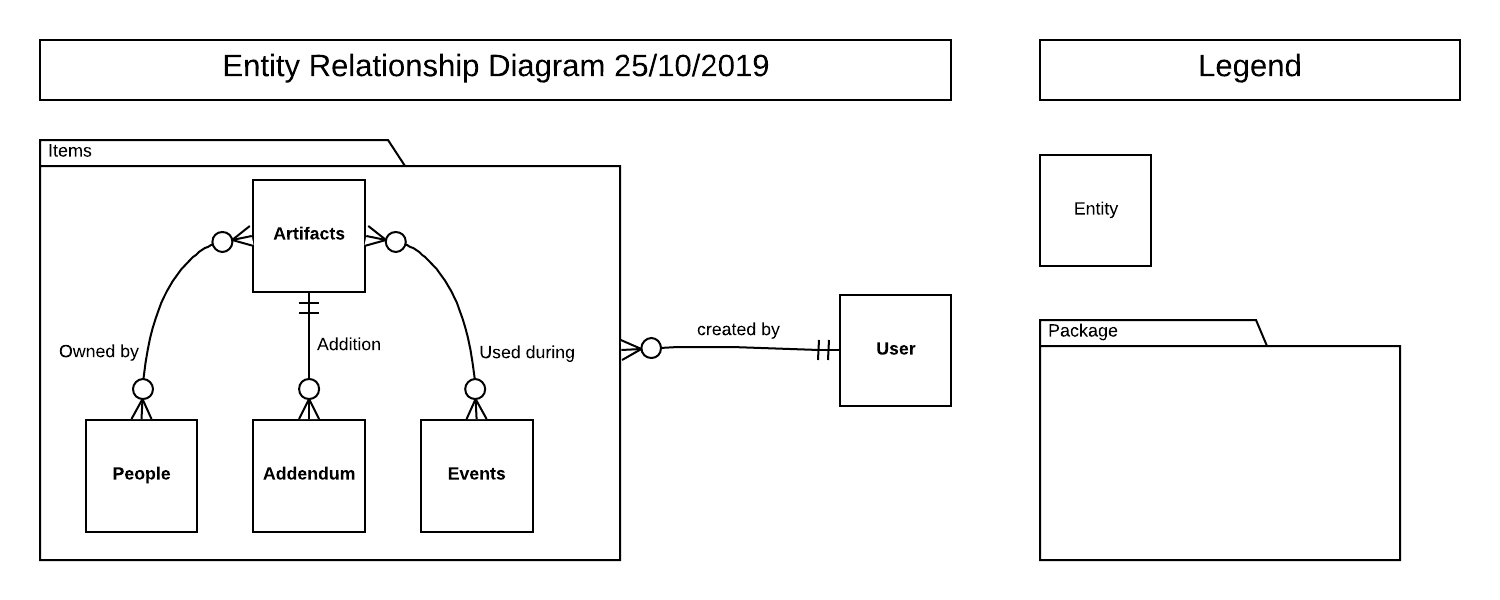 Entity Relationship Diagram 25/10/2019
Legend
Items
Artifacts
Owned by
Addition
Used during
People
Addendum
Events
created by
User
Entity
Package